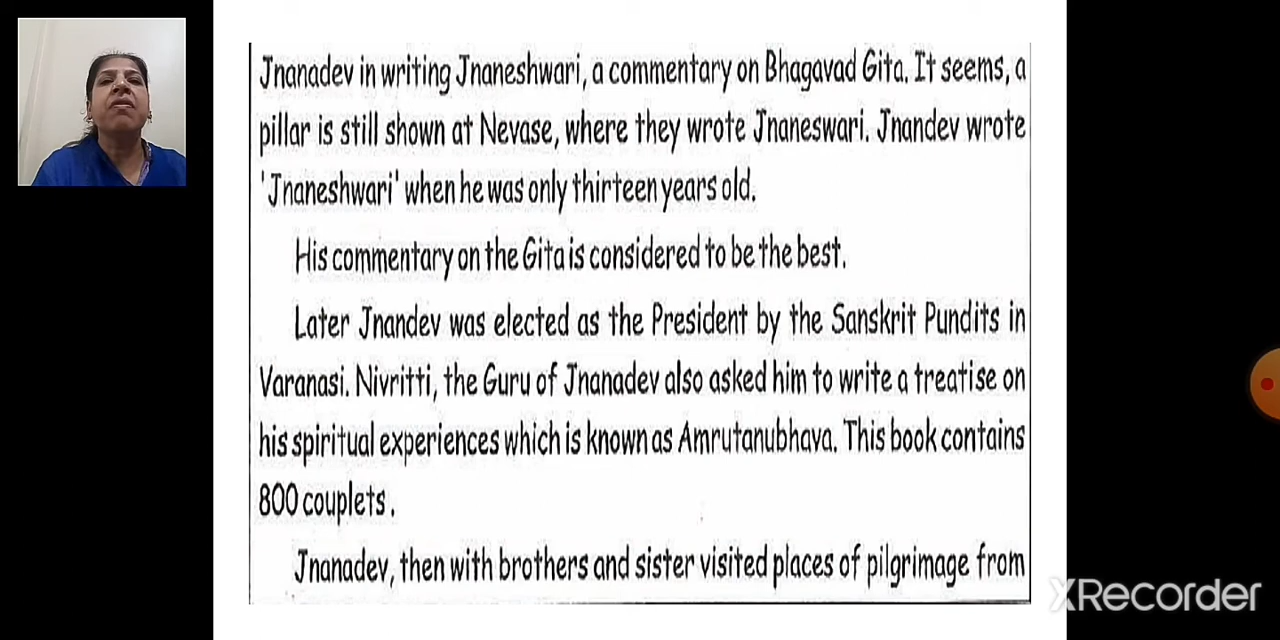 Jnanadev in writing Jnaneshwari, a commentary on Bhagavad Gita. It seems, a
pillar is still shown at Nevase, where they wrote Jnaneswari. Jnandev wrote
'Jnaneshwari' when he was only thirteen years old.
His commentary on the Gita is considered to be the best.
Later Jnandev was elected as the President by the Sanskrit Pundits in
Varanasi. Nivritti, the Guru of Jnanadev also asked him to write a treatise on
his spiritual experiences which is known as Amrutanubhava. This book contains
800 couplets.
Jnanadev, then with brothers and sister visited places of pilgrimage from
XRecorder